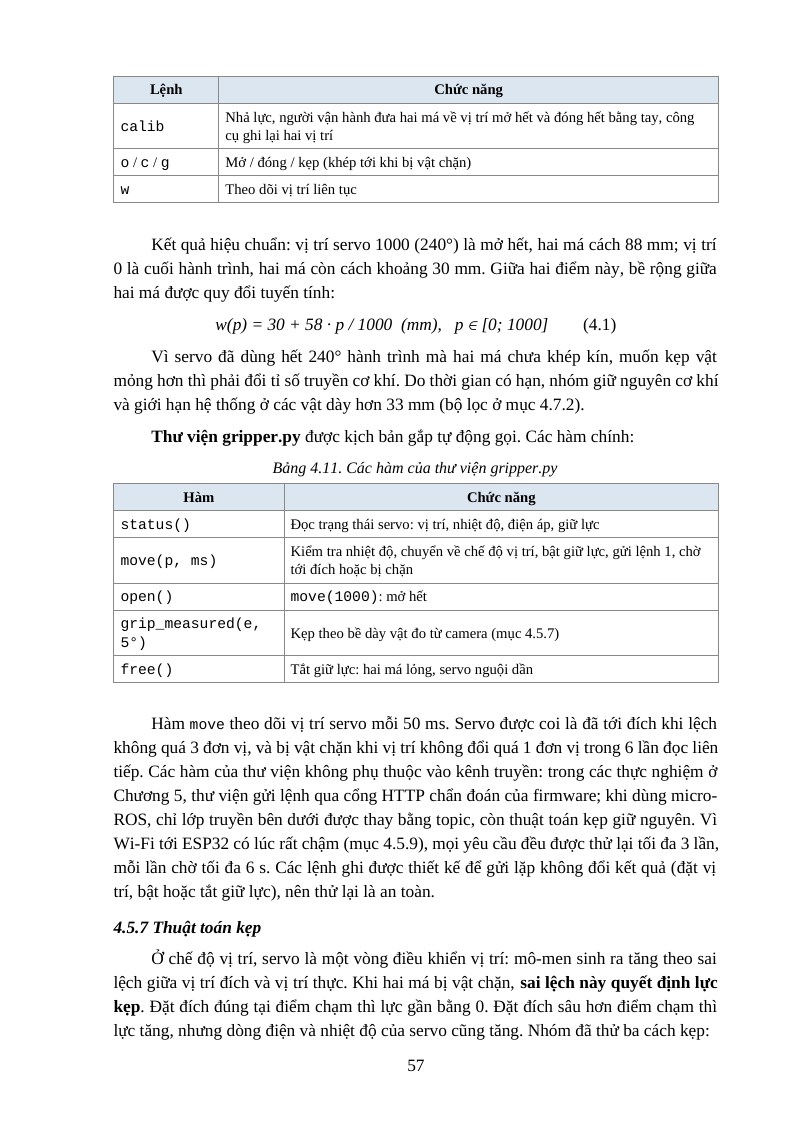 Lệnh Chức năng
calib Nhả lực, người vận hành đưa hai má về vị trí mở hết và đóng hết bằng tay, công
cụ ghi lại hai vị trí
o / c / g Mở / đóng / kẹp (khép tới khi bị vật chặn)
w Theo dõi vị trí liên tục
Kết quả hiệu chuẩn: vị trí servo 1000 (240°) là mở hết, hai má cách 88 mm; vị trí
0 là cuối hành trình, hai má còn cách khoảng 30 mm. Giữa hai điểm này, bề rộng giữa
hai má được quy đổi tuyến tính:
w(p) = 30 + 58 · p / 1000 (mm), p ∈ [0; 1000] (4.1)
Vì servo đã dùng hết 240° hành trình mà hai má chưa khép kín, muốn kẹp vật
mỏng hơn thì phải đổi tỉ số truyền cơ khí. Do thời gian có hạn, nhóm giữ nguyên cơ khí
và giới hạn hệ thống ở các vật dày hơn 33 mm (bộ lọc ở mục 4.7.2).
Thư viện gripper.py được kịch bản gắp tự động gọi. Các hàm chính:
Bảng 4.11. Các hàm của thư viện gripper.py
Hàm Chức năng
status() Đọc trạng thái servo: vị trí, nhiệt độ, điện áp, giữ lực
move(p, ms) Kiểm tra nhiệt độ, chuyển về chế độ vị trí, bật giữ lực, gửi lệnh 1, chờ
tới đích hoặc bị chặn
open() move(1000): mở hết
grip_measured(e,
5°) Kẹp theo bề dày vật đo từ camera (mục 4.5.7)
free() Tắt giữ lực: hai má lỏng, servo nguội dần
Hàm move theo dõi vị trí servo mỗi 50 ms. Servo được coi là đã tới đích khi lệch
không quá 3 đơn vị, và bị vật chặn khi vị trí không đổi quá 1 đơn vị trong 6 lần đọc liên
tiếp. Các hàm của thư viện không phụ thuộc vào kênh truyền: trong các thực nghiệm ở
Chương 5, thư viện gửi lệnh qua cổng HTTP chẩn đoán của firmware; khi dùng micro-
ROS, chỉ lớp truyền bên dưới được thay bằng topic, còn thuật toán kẹp giữ nguyên. Vì
Wi-Fi tới ESP32 có lúc rất chậm (mục 4.5.9), mọi yêu cầu đều được thử lại tối đa 3 lần,
mỗi lần chờ tối đa 6 s. Các lệnh ghi được thiết kế để gửi lặp không đổi kết quả (đặt vị
trí, bật hoặc tắt giữ lực), nên thử lại là an toàn.
4.5.7 Thuật toán kẹp
Ở chế độ vị trí, servo là một vòng điều khiển vị trí: mô-men sinh ra tăng theo sai
lệch giữa vị trí đích và vị trí thực. Khi hai má bị vật chặn, sai lệch này quyết định lực
kẹp. Đặt đích đúng tại điểm chạm thì lực gần bằng 0. Đặt đích sâu hơn điểm chạm thì
lực tăng, nhưng dòng điện và nhiệt độ của servo cũng tăng. Nhóm đã thử ba cách kẹp:
57